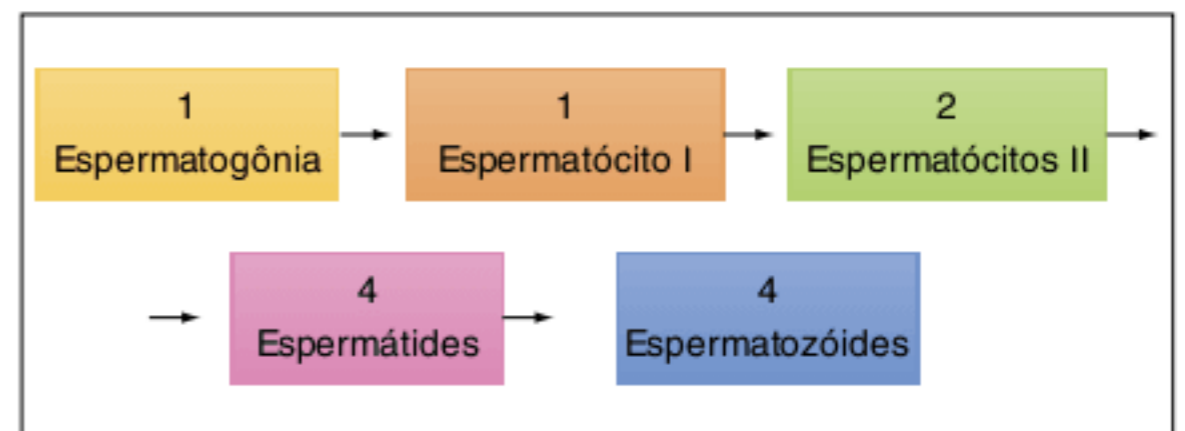 1
Espermatogônia
1
Espermatócito I
2
Espermatócitos II
4
Espermátides
4
Espermatozóides